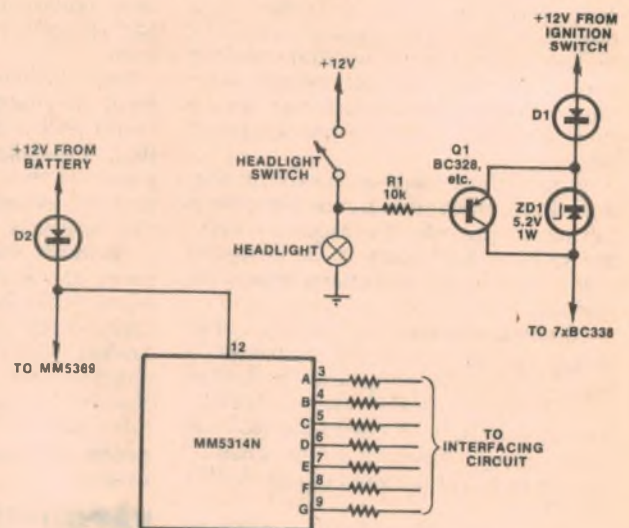 +12V FROM
IGNITION
SWITCH
+12V
D1
+12V FROM
BATTERY
HEADLIGHT
SWITCH
Q1
BC328,
etc.
R1
10k
ZD1
5.2V
1W
D2
HEADLIGHT
TO 7xBC338
TO MM5369
12
MM5314N
A 3
B 4
C 5
D 6
E 7
F 8
G 9
TO
INTERFACING
CIRCUIT